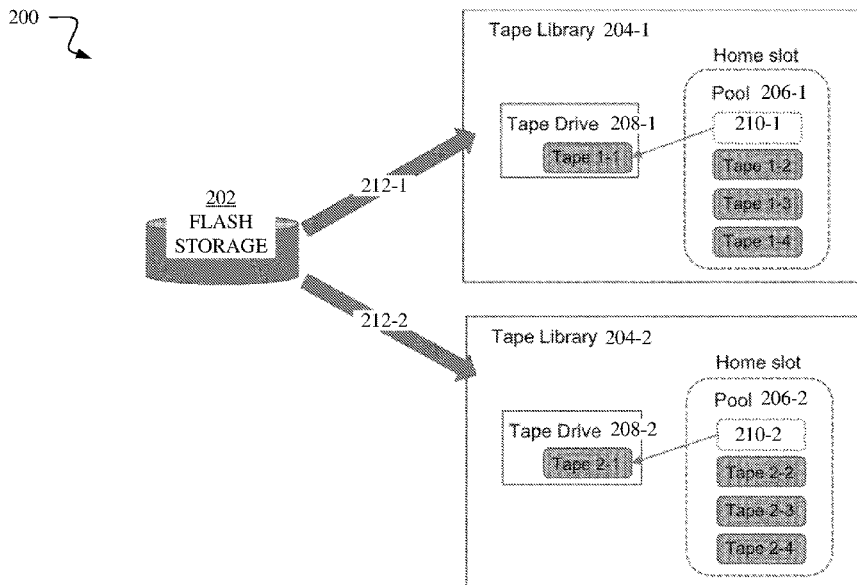 200
Tape Library 204-1
Home slot
Pool 206-1
210-1
Tape Drive 208-1
Tape 1-1
Tape 1-2
Tape 1-3
Tape 1-4
202
FLASH
STORAGE
212-1
212-2
Tape Library 204-2
Home slot
Pool 206-2
210-2
Tape Drive 208-2
Tape 2-1
Tape 2-2
Tape 2-3
Tape 2-4